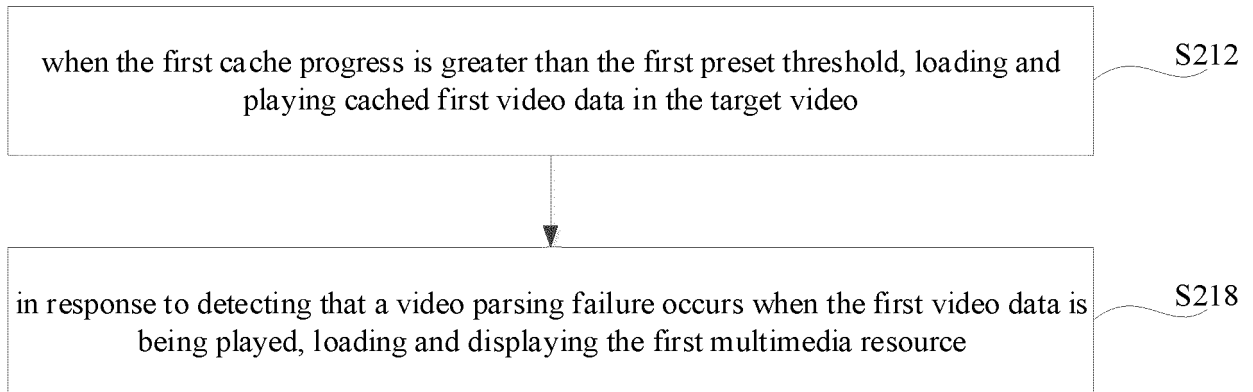 when the first cache progress is greater than the first preset threshold, loading and
playing cached first video data in the target video
S212
in response to detecting that a video parsing failure occurs when the first video data is
being played, loading and displaying the first multimedia resource
S218